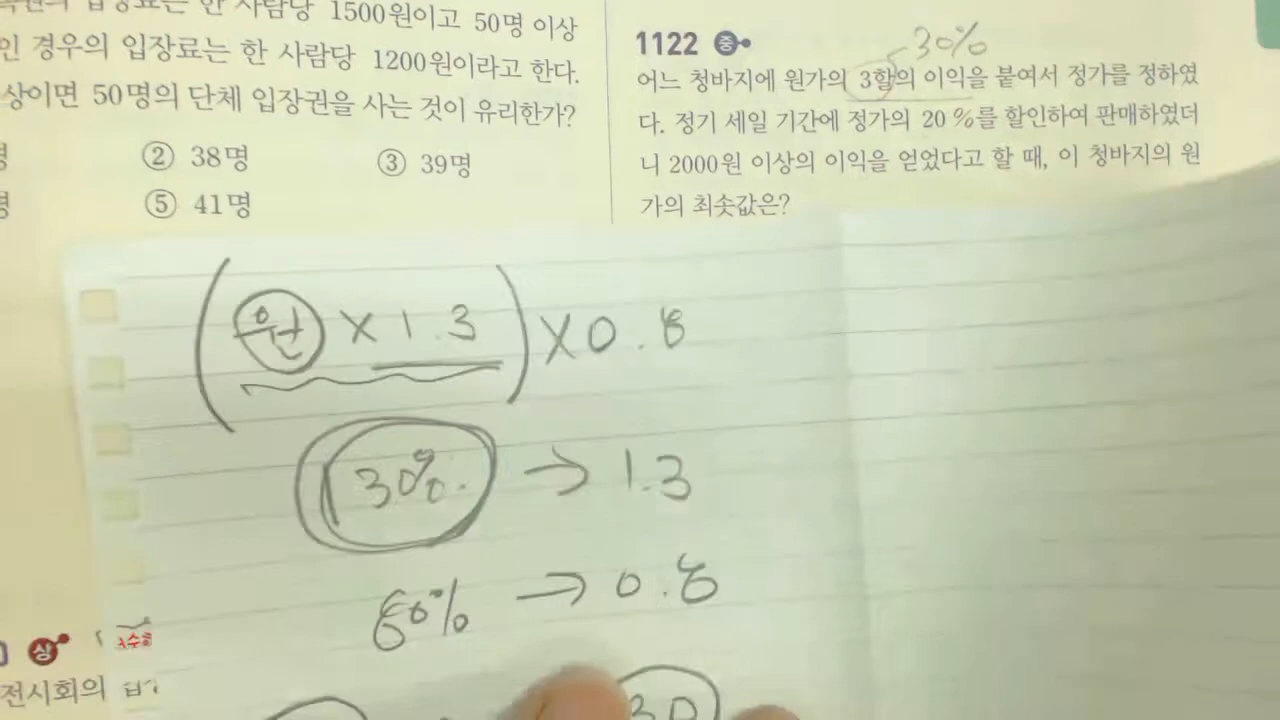 입장료는 한 사람당 1500원이고 50명 이상
인 경우의 입장료는 한 사람당 1200원이라고 한다.
상이면 50명의 단체 입장권을 사는 것이 유리한가?
② 38명
③ 39명
⑤ 41명
1122 중
30%
어느 청바지에 원가의 3할의 이익을 붙여서 정가를 정하였
다. 정기 세일 기간에 정가의 20 %를 할인하여 판매하였더
니 2000원 이상의 이익을 얻었다고 할 때, 이 청바지의 원
가의 최솟값은?
(원 × 1.3) × 0.8
30% → 1.3
80% → 0.8
30
상
전시회의